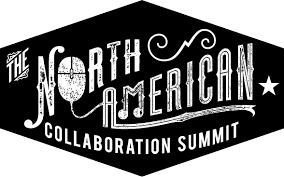 THE
NORTH
AMERICAN
COLLABORATION SUMMIT